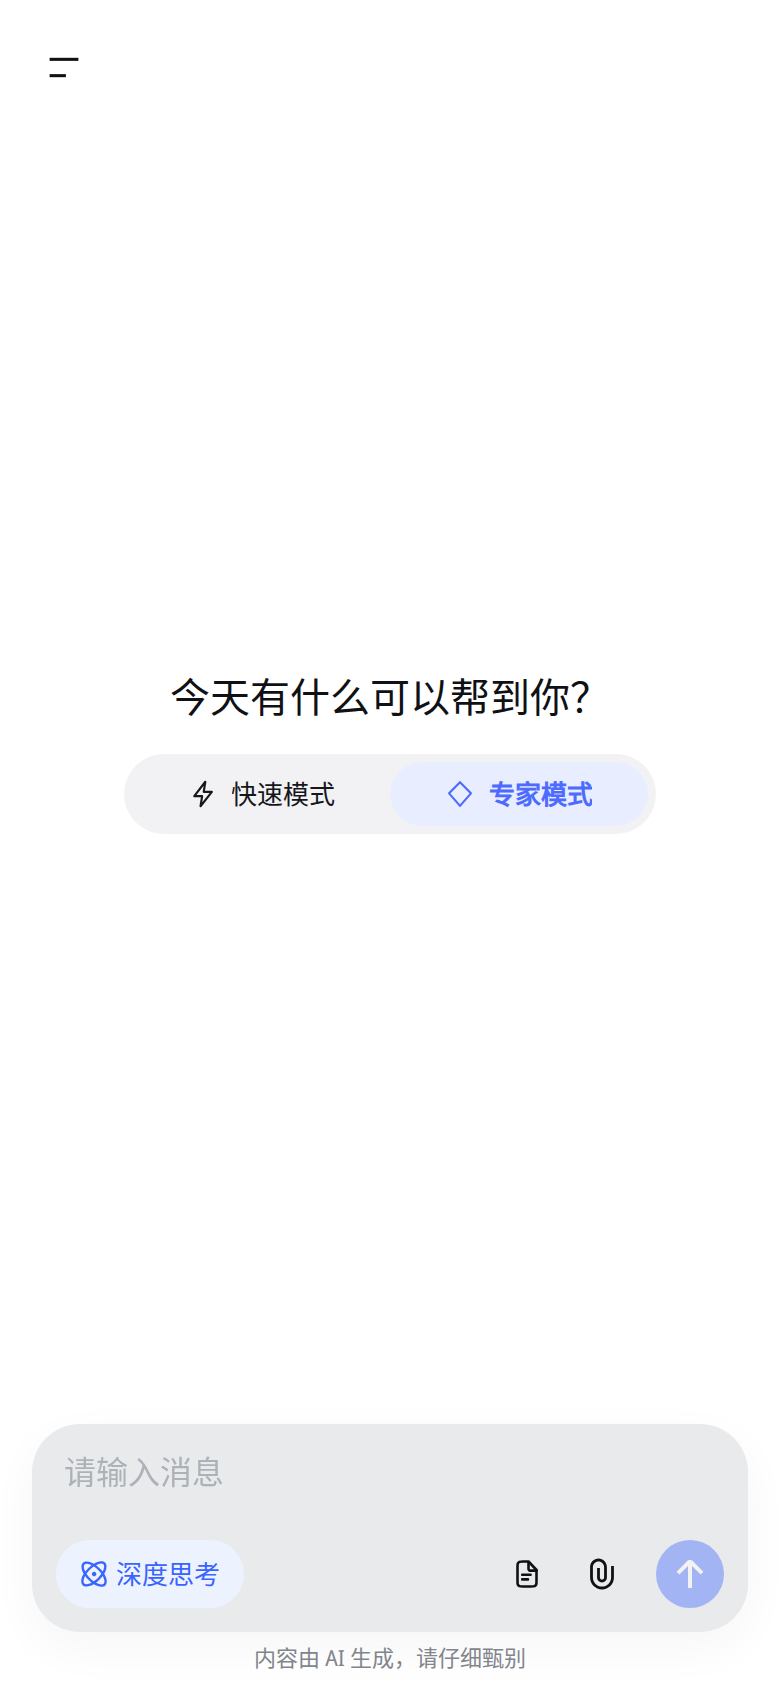 今天有什么可以帮到你?
快速模式
专家模式
请输入消息
深度思考
内容由 AI 生成，请仔细甄别